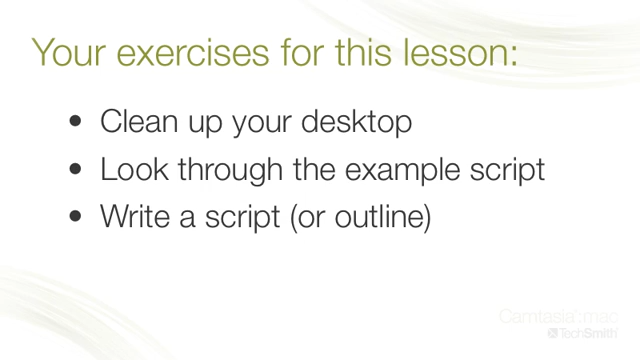 Your exercises for this lesson:
• Clean up your desktop
• Look through the example script
• Write a script (or outline)
Camtasia:mac
TechSmith